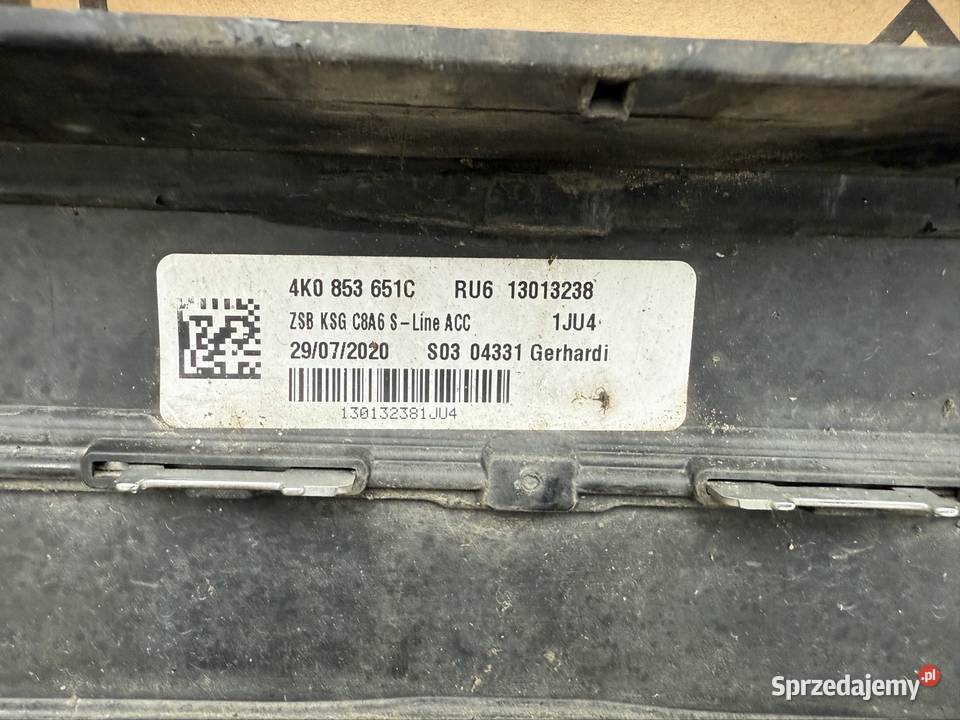 4K0 853 651C RU6 13013238
ZSB KSG C8A6 S-Line ACC 1JU4
29/07/2020 S03 04331 Gerhardi
130132381JU4
Sprzedajemy.pl